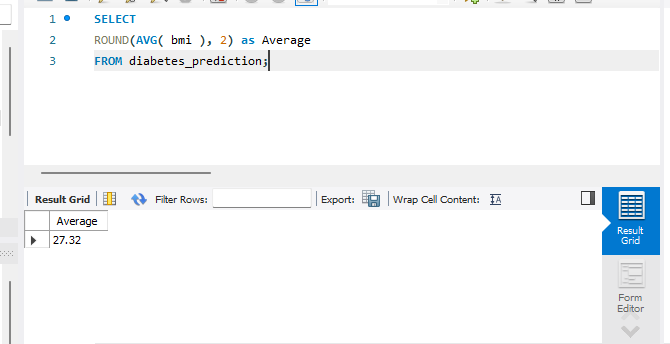 1 SELECT
2 ROUND(AVG( bmi ), 2) as Average
3 FROM diabetes_prediction;
Result Grid Filter Rows: Export: Wrap Cell Content: IA
Average
27.32
Result
Grid
Form
Editor